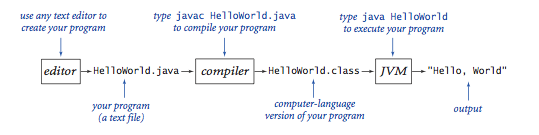 use any text editor to
create your program
type javac HelloWorld.java
to compile your program
type java HelloWorld
to execute your program
editor HelloWorld.java compiler HelloWorld.class JVM "Hello, World"
your program
(a text file)
computer-language
version of your program
output